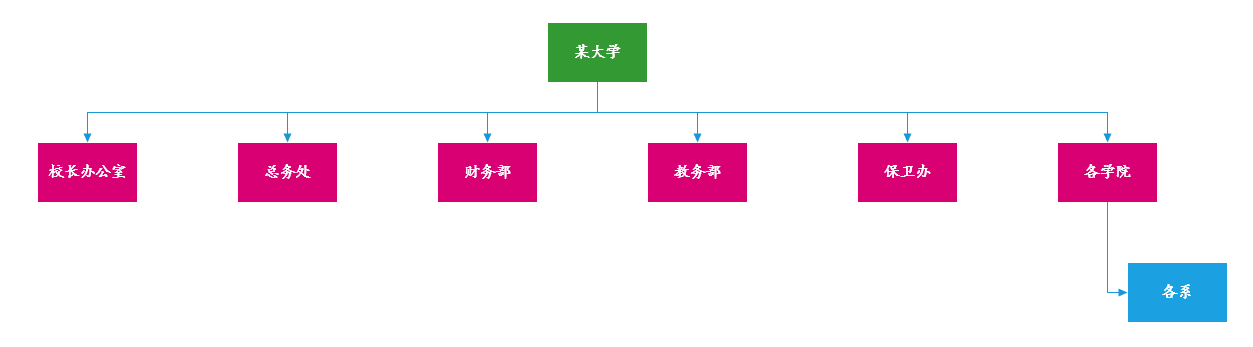 某大学
校长办公室
总务处
财务部
教务部
保卫办
各学院
各系